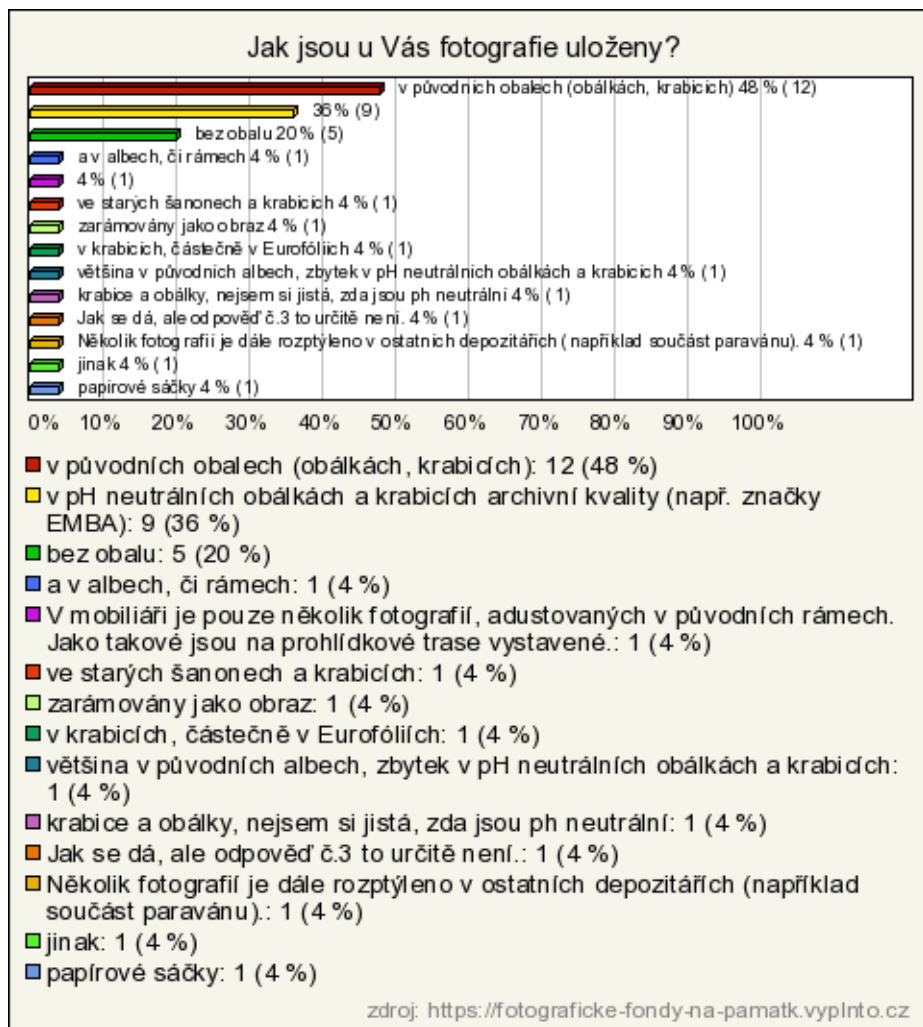 Jak jsou u Vás fotografie uloženy?
v původních obalech (obálkách, krabicích) 48 % (12)
36 % (9)
bez obalu 20 % (5)
a v albech, či rámech 4 % (1)
4 % (1)
ve starých šanonech a krabicích 4 % (1)
zarámovány jako obraz 4 % (1)
v krabicích, částečně v Eurofóliích 4 % (1)
většina v původních albech, zbytek v pH neutrálních obálkách a krabicích 4 % (1)
krabice a obálky, nejsem si jistá, zda jsou ph neutrální 4 % (1)
Jak se dá, ale odpověď č.3 to určitě není. 4 % (1)
Několik fotografií je dále rozptýleno v ostatních depozitářích (například součást paravánu). 4 % (1)
jinak 4 % (1)
papírové sáčky 4 % (1)
0% 10% 20% 30% 40% 50% 60% 70% 80% 90% 100%
v původních obalech (obálkách, krabicích): 12 (48 %)
v pH neutrálních obálkách a krabicích archivní kvality (např. značky
EMBA): 9 (36 %)
bez obalu: 5 (20 %)
a v albech, či rámech: 1 (4 %)
V mobiliáři je pouze několik fotografií, adustovaných v původních rámech.
Jako takové jsou na prohlídkové trase vystavené.: 1 (4 %)
ve starých šanonech a krabicích: 1 (4 %)
zarámovány jako obraz: 1 (4 %)
v krabicích, částečně v Eurofóliích: 1 (4 %)
většina v původních albech, zbytek v pH neutrálních obálkách a krabicích:
1 (4 %)
krabice a obálky, nejsem si jistá, zda jsou ph neutrální: 1 (4 %)
Jak se dá, ale odpověď č.3 to určitě není.: 1 (4 %)
Několik fotografií je dále rozptýleno v ostatních depozitářích (například
součást paravánu).: 1 (4 %)
jinak: 1 (4 %)
papírové sáčky: 1 (4 %)
zdroj: https://fotograficke-fondy-na-pamatk.vyplnto.cz